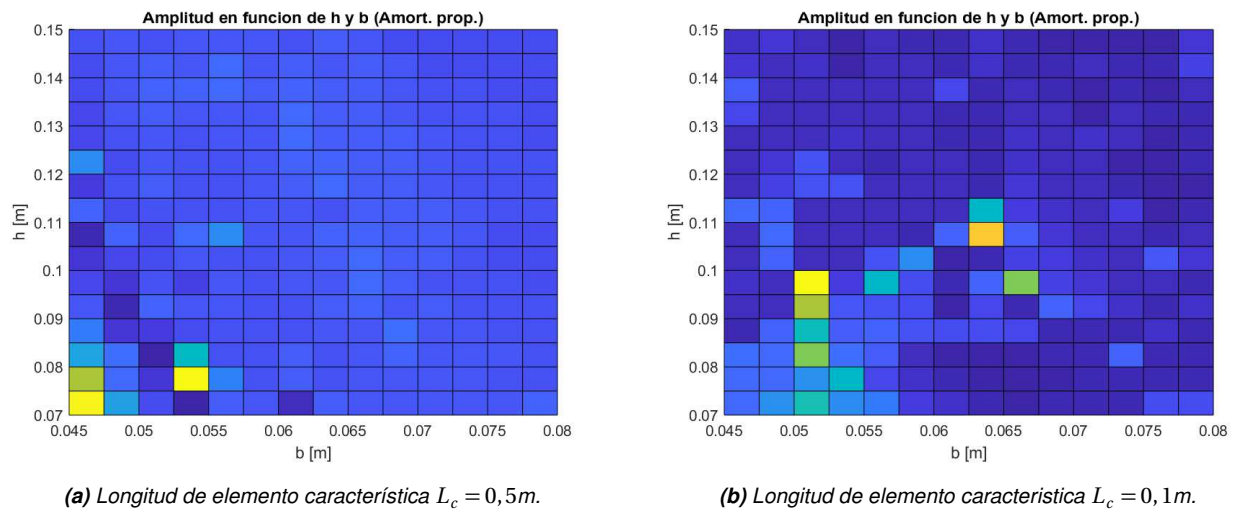 Amplitud en funcion de h y b (Amort. prop.)
0.15
0.14
0.13
0.12
0.11
0.1
0.09
0.08
0.07
h [m]
0.045 0.05 0.055 0.06 0.065 0.07 0.075 0.08
b [m]
(a) Longitud de elemento característica L_c = 0,5m.
Amplitud en funcion de h y b (Amort. prop.)
0.15
0.14
0.13
0.12
0.11
0.1
0.09
0.08
0.07
h [m]
0.045 0.05 0.055 0.06 0.065 0.07 0.075 0.08
b [m]
(b) Longitud de elemento caracteristica L_c = 0,1m.